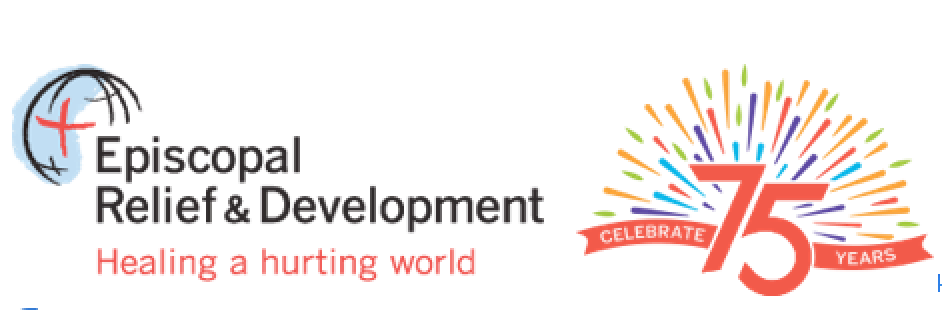 Episcopal
Relief & Development
Healing a hurting world
CELEBRATE 75 YEARS